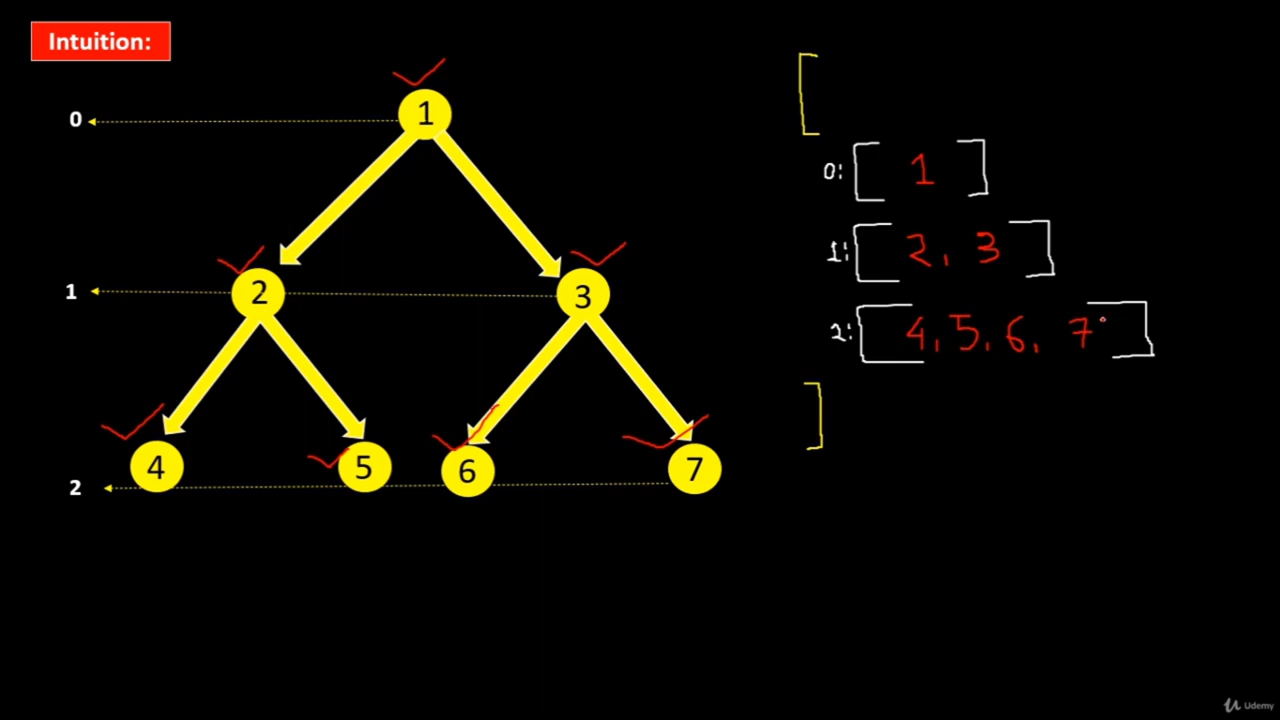 Intuition:
0
1
1
2
3
2
4
5
6
7
[
0: [ 1 ]
1: [ 2, 3 ]
2: [ 4, 5, 6, 7 ]
]
Udemy